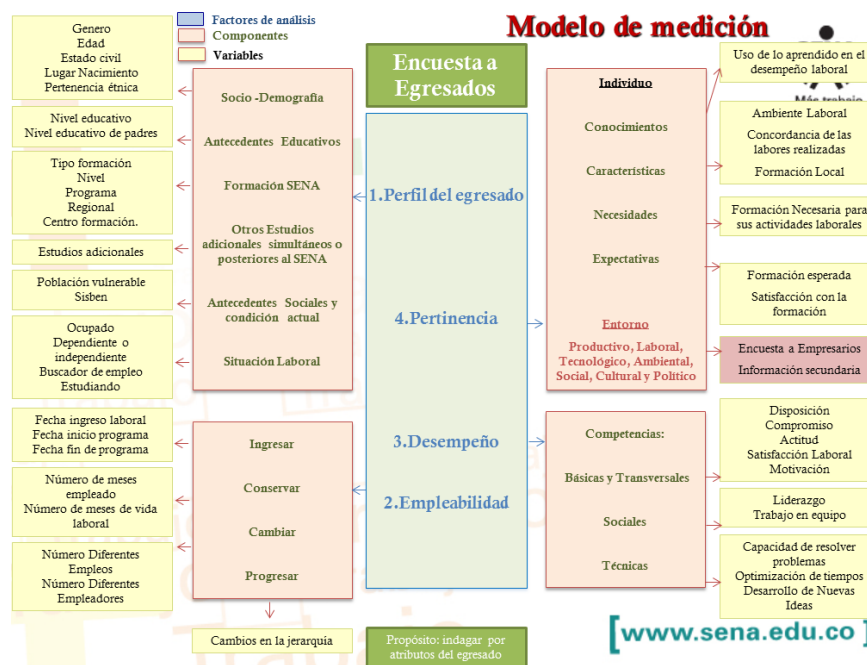 Modelo de medición
Factores de análisis
Componentes
Variables
Encuesta a
Egresados
Genero
Edad
Estado civil
Lugar Nacimiento
Pertenencia étnica
Nivel educativo
Nivel educativo de padres
Tipo formación
Nivel
Programa
Regional
Centro formación.
Estudios adicionales
Población vulnerable
Sisben
Ocupado
Dependiente o
independiente
Buscador de empleo
Estudiando
Socio -Demografía
Antecedentes Educativos
Formación SENA
Otros Estudios
adicionales simultáneos o
posteriores al SENA
Antecedentes Sociales y
condición actual
Situación Laboral
1.Perfil del egresado
4.Pertinencia
3.Desempeño
2.Empleabilidad
Individuo
Conocimientos
Características
Necesidades
Expectativas
Entorno
Productivo, Laboral,
Tecnológico, Ambiental,
Social, Cultural y Político
Uso de lo aprendido en el
desempeño laboral
Más trabajo
Ambiente Laboral
Concordancia de las
labores realizadas
Formación Local
Formación Necesaria para
sus actividades laborales
Formación esperada
Satisfacción con la
formación
Encuesta a Empresarios
Información secundaria
Fecha ingreso laboral
Fecha inicio programa
Fecha fin de programa
Número de meses
empleado
Número de meses de vida
laboral
Número Diferentes
Empleos
Número Diferentes
Empleadores
Ingresar
Conservar
Cambiar
Progresar
Cambios en la jerarquía
Competencias:
Básicas y Transversales
Sociales
Técnicas
Disposición
Compromiso
Actitud
Satisfacción Laboral
Motivación
Liderazgo
Trabajo en equipo
Capacidad de resolver
problemas
Optimización de tiempos
Desarrollo de Nuevas
Ideas
Propósito: indagar por
atributos del egresado
[www.sena.edu.co]